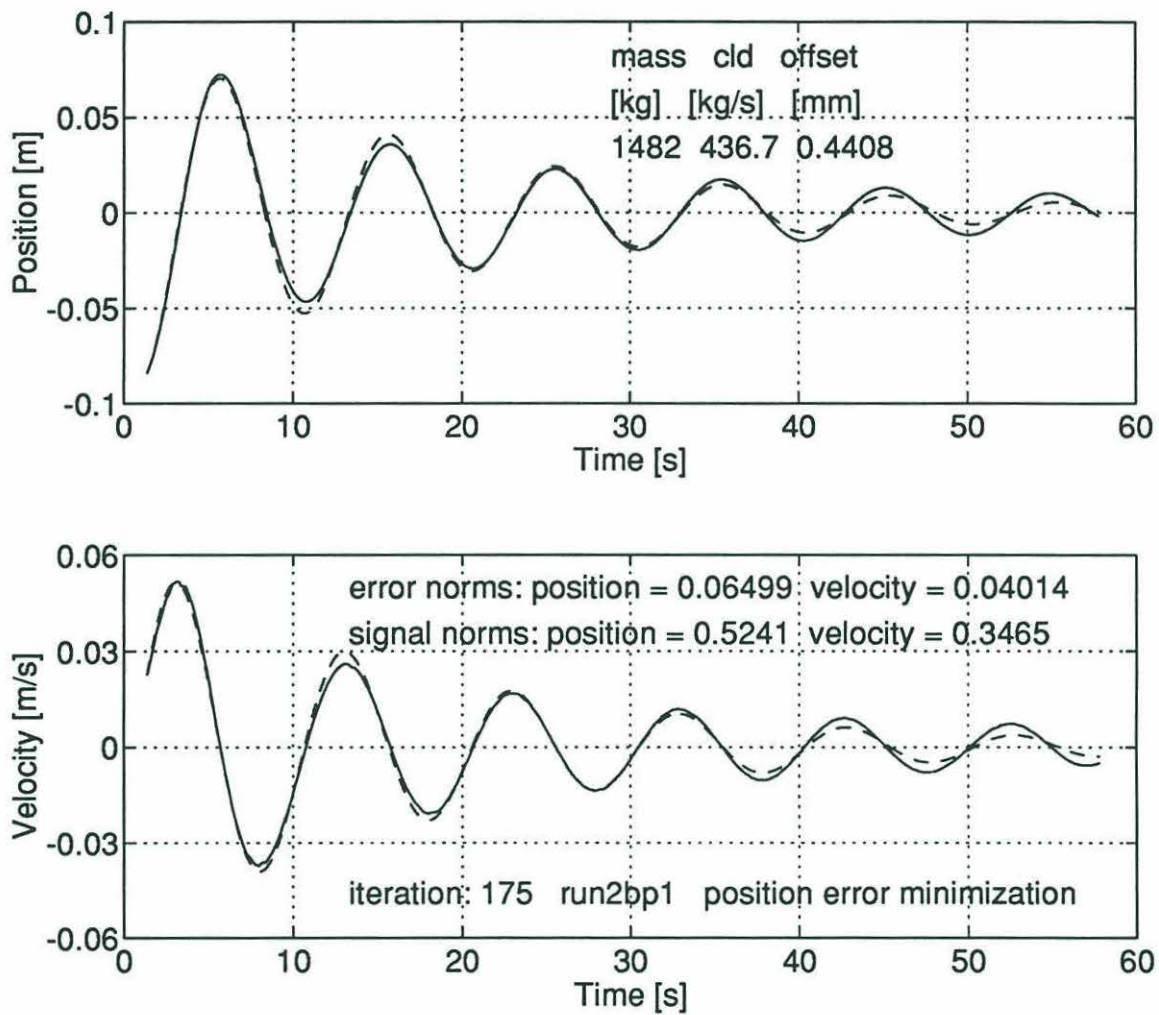 0.1
0.05
0
-0.05
-0.1
Position [m]
mass cld offset
[kg] [kg/s] [mm]
1482 436.7 0.4408
0 10 20 30 40 50 60
Time [s]
0.06
0.03
0
-0.03
-0.06
Velocity [m/s]
error norms: position = 0.06499 velocity = 0.04014
signal norms: position = 0.5241 velocity = 0.3465
iteration: 175 run2bp1 position error minimization
0 10 20 30 40 50 60
Time [s]